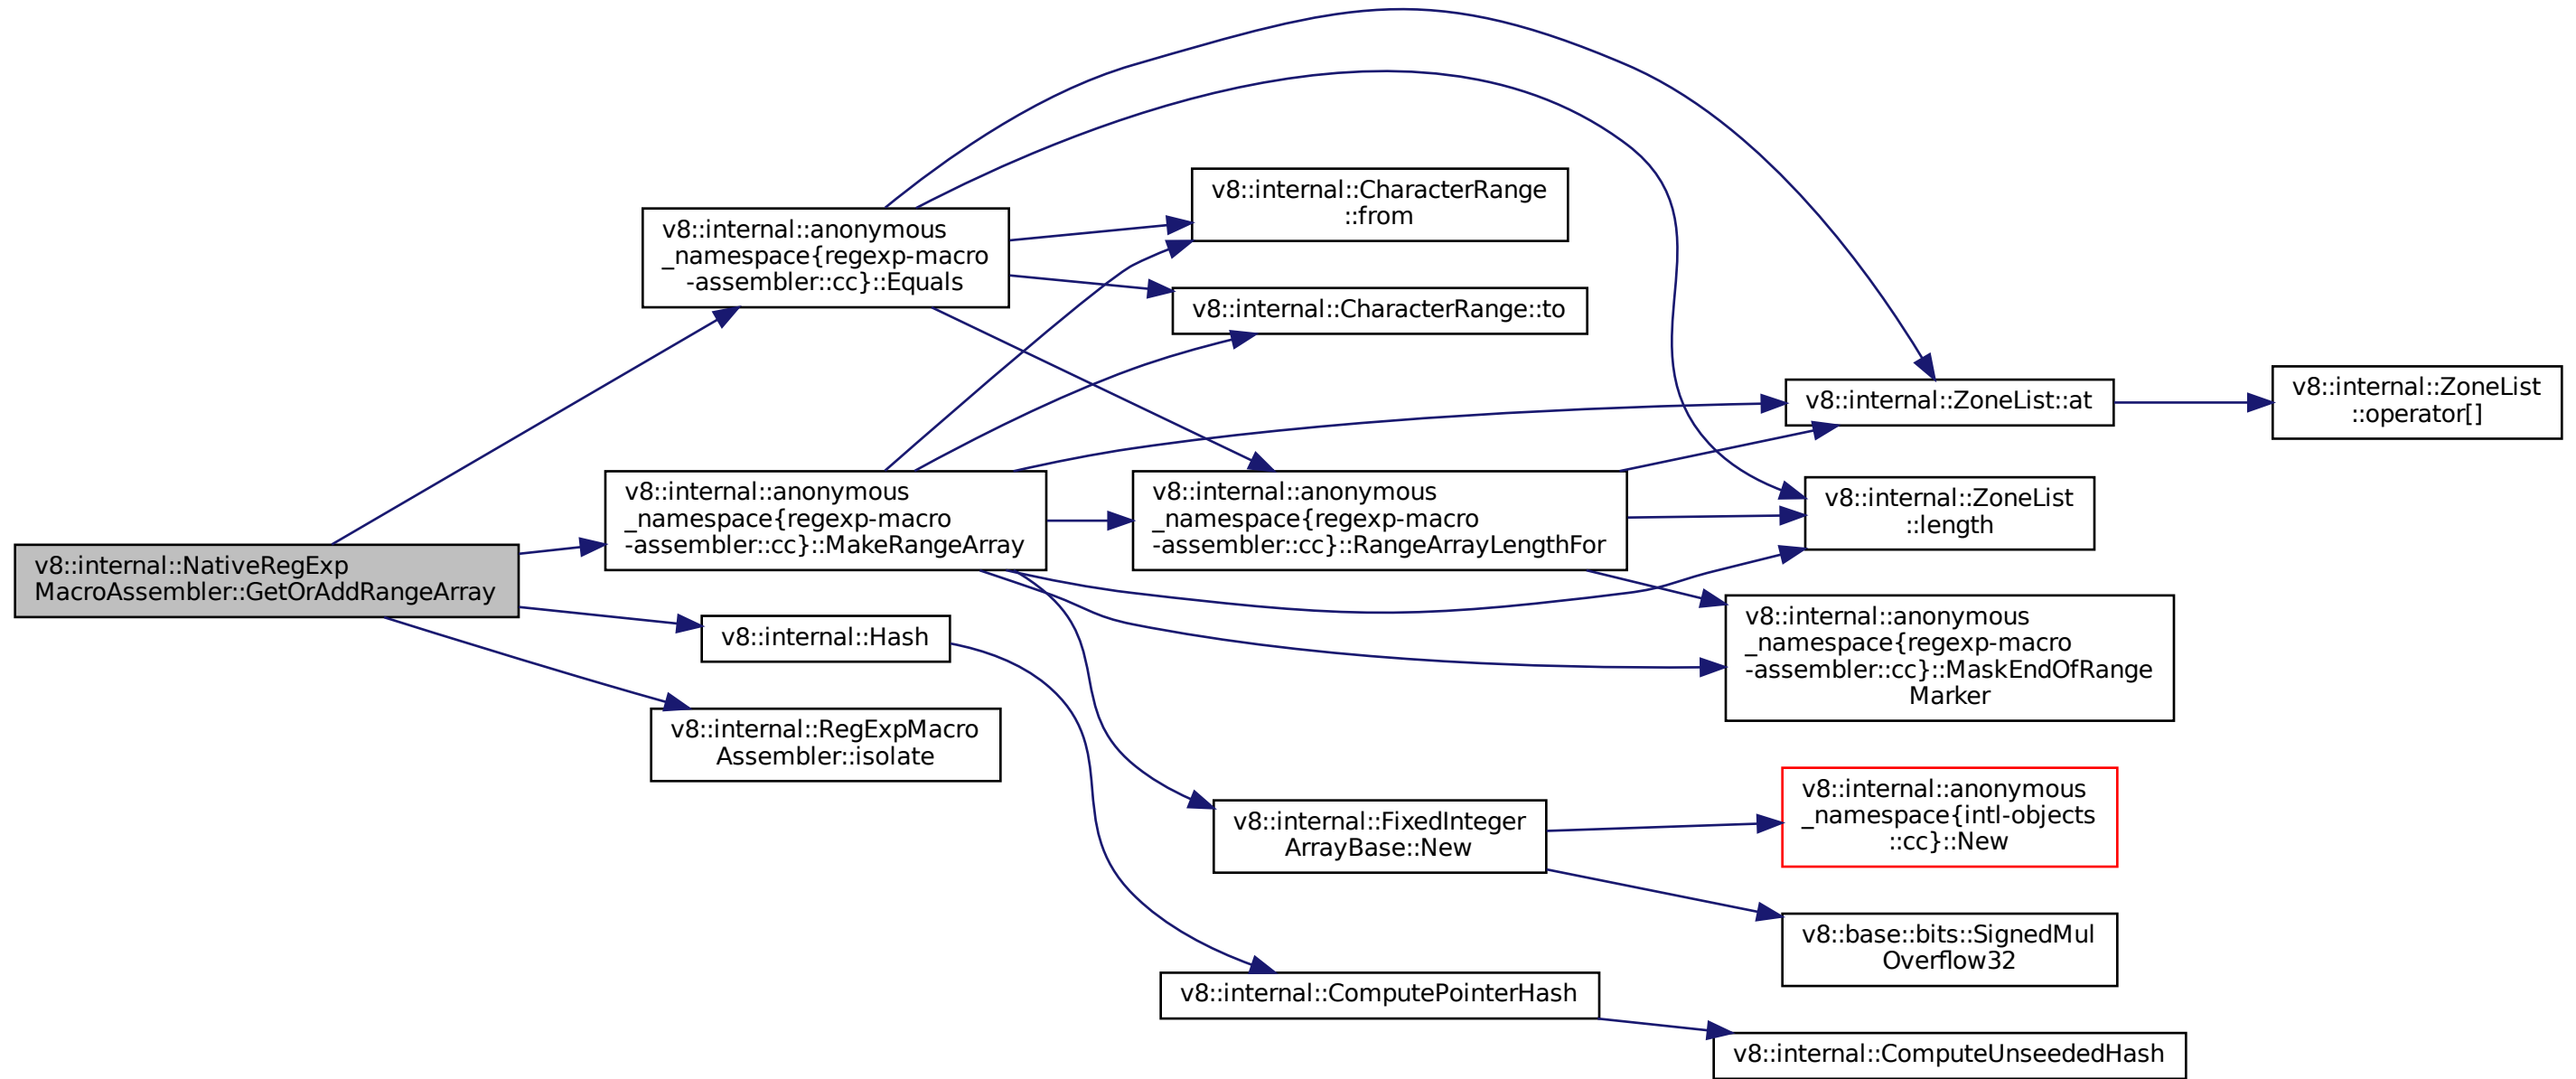 v8::internal::NativeRegExp
MacroAssembler::GetOrAddRangeArray
v8::internal::anonymous
_namespace{regexp-macro
-assembler::cc}::Equals
v8::internal::anonymous
_namespace{regexp-macro
-assembler::cc}::MakeRangeArray
v8::internal::Hash
v8::internal::RegExpMacro
Assembler::isolate
v8::internal::CharacterRange
::from
v8::internal::CharacterRange::to
v8::internal::anonymous
_namespace{regexp-macro
-assembler::cc}::RangeArrayLengthFor
v8::internal::FixedInteger
ArrayBase::New
v8::internal::ComputePointerHash
v8::internal::ZoneList::at
v8::internal::ZoneList
::length
v8::internal::anonymous
_namespace{regexp-macro
-assembler::cc}::MaskEndOfRange
Marker
v8::internal::anonymous
_namespace{intl-objects
::cc}::New
v8::base::bits::SignedMul
Overflow32
v8::internal::ComputeUnseededHash
v8::internal::ZoneList
::operator[]